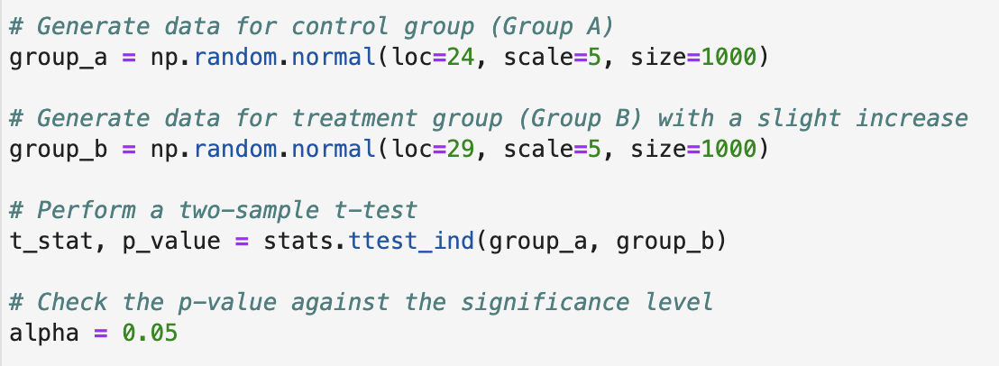 # Generate data for control group (Group A)
group_a = np.random.normal(loc=24, scale=5, size=1000)
# Generate data for treatment group (Group B) with a slight increase
group_b = np.random.normal(loc=29, scale=5, size=1000)
# Perform a two-sample t-test
t_stat, p_value = stats.ttest_ind(group_a, group_b)
# Check the p-value against the significance level
alpha = 0.05